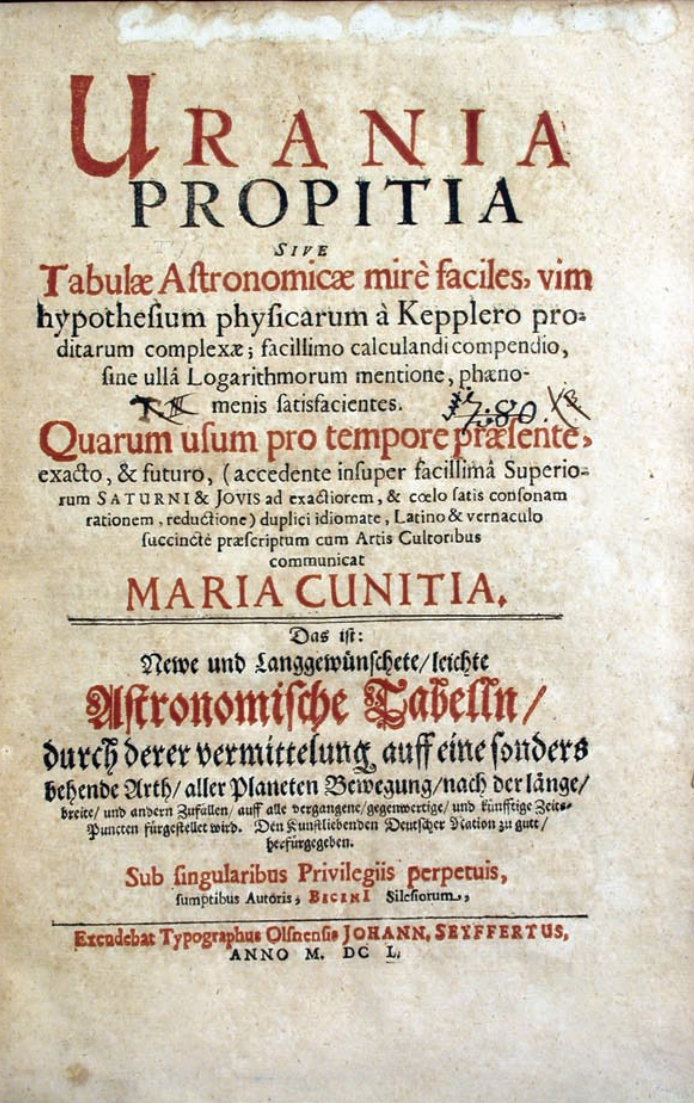 URANIA
PROPITIA
SIVE
Tabulæ Aſtronomicæ mirè faciles, vim
hypotheſium phyſicarum à Kepplero pro-
ditarum complexæ; facillimo calculandi compendio,
ſine ullâ Logarithmorum mentione, phæno-
menis ſatisfacientes.
Quarum uſum pro tempore præſente,
exacto, & futuro, (accedente inſuper facillimâ Superio-
rum SATURNI & JOVIS ad exactiorem, & cœlo ſatis conſonam
rationem, reductione) duplici idiomate, Latino & vernaculo
ſuccinctè præſcriptum cum Artis Cultoribus
communicat
MARIA CUNITIA.
Das iſt:
Newe und Langgewünſchete/ leichte
Aſtronomiſche Tabelln/
durch derer vermittelung auff eine ſonders
behende Arth/ aller Planeten Bewegung/ nach der länge/
breite/ und andern Zufällen/ auff alle vergangene/ gegenwertige/ und künfftige Zeits-
Puncten fürgeſtellet wird. Den Kunſtliebenden Deutſcher Nation zu gutt/
herfürgegeben.
Sub ſingularibus Privilegiis perpetuis,
ſumptibus Autoris, BICINI Sileſiorum,
Excudebat Typographus Olſnenſis JOHANN. SEYFFERTUS,
ANNO M. DC L.